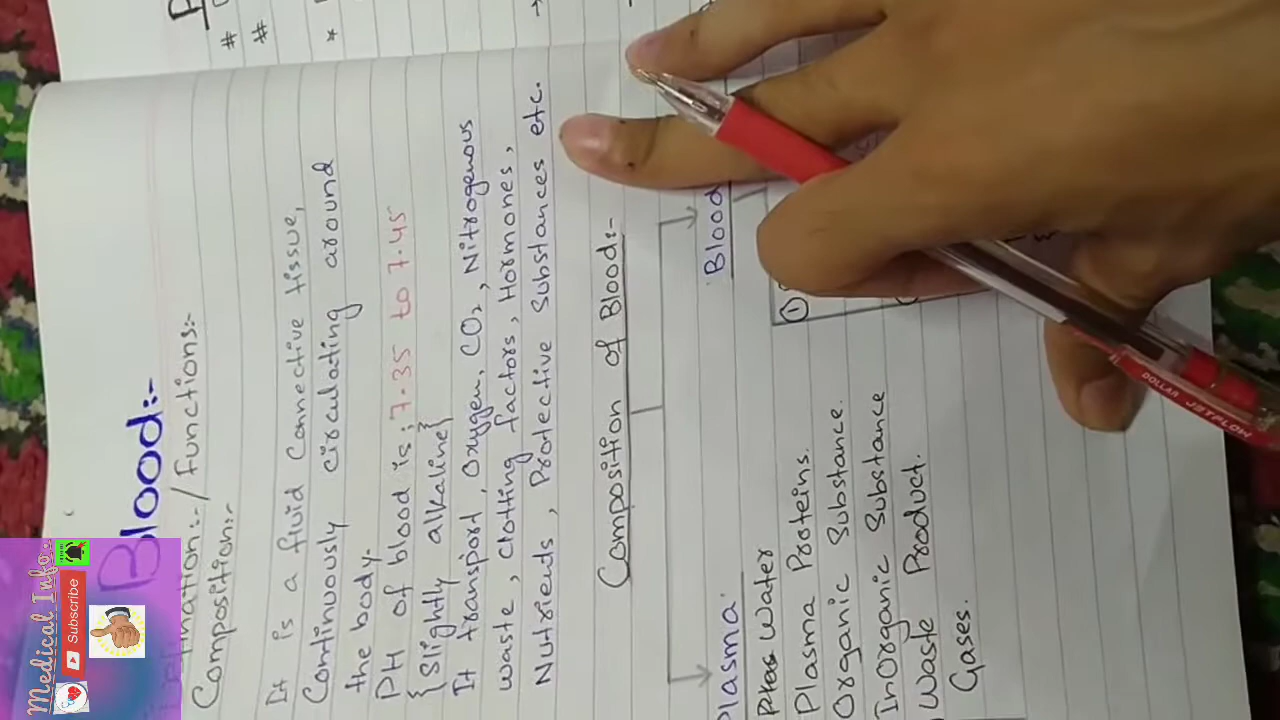 Blood:-
/ functions:-
Composition:-
It is a fluid Connective tissue,
Continuously circulating around
the body.
PH of blood is: 7.35 to 7.45
{Slightly alkaline}
It transport, Oxygen, CO2, Nitrogenous
waste, clotting factors, Hormones,
Nutrients, Protective Substances etc.
Composition of Blood:-
Plasma.
Water
Plasma Proteins.
Organic Substance.
InOrganic Substance
Waste Product.
Gases.
Blood
①
Medical Info:
Subscribe
DOLLAR JETFLOW